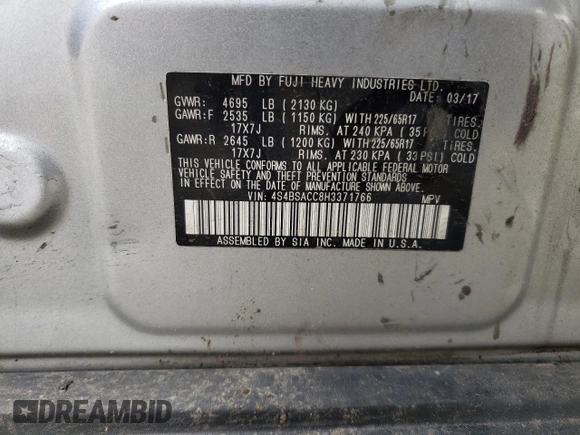 MFD BY FUJI HEAVY INDUSTRIES LTD.
DATE: 03/17
GVWR: 4695 LB (2130 KG)
GAWR:F 2535 LB (1150 KG) WITH 225/65R17 TIRES.
17X7J RIMS. AT 240 KPA (35 COLD
GAWR:R 2645 LB (1200 KG) WITH 225/65R17 TIRES.
17X7J RIMS. AT 230 KPA (33 PSI) COLD
THIS VEHICLE CONFORMS TO ALL APPLICABLE FEDERAL MOTOR
VEHICLE SAFETY AND THEFT PREVENTION STANDARDS
IN EFFECT ON THE DATE OF MANUFACTURE SHOWN ABOVE.
VIN: 4S4BSACC8H3371766 MPV
ASSEMBLED BY SIA INC. MADE IN U.S.A.
DREAMBID